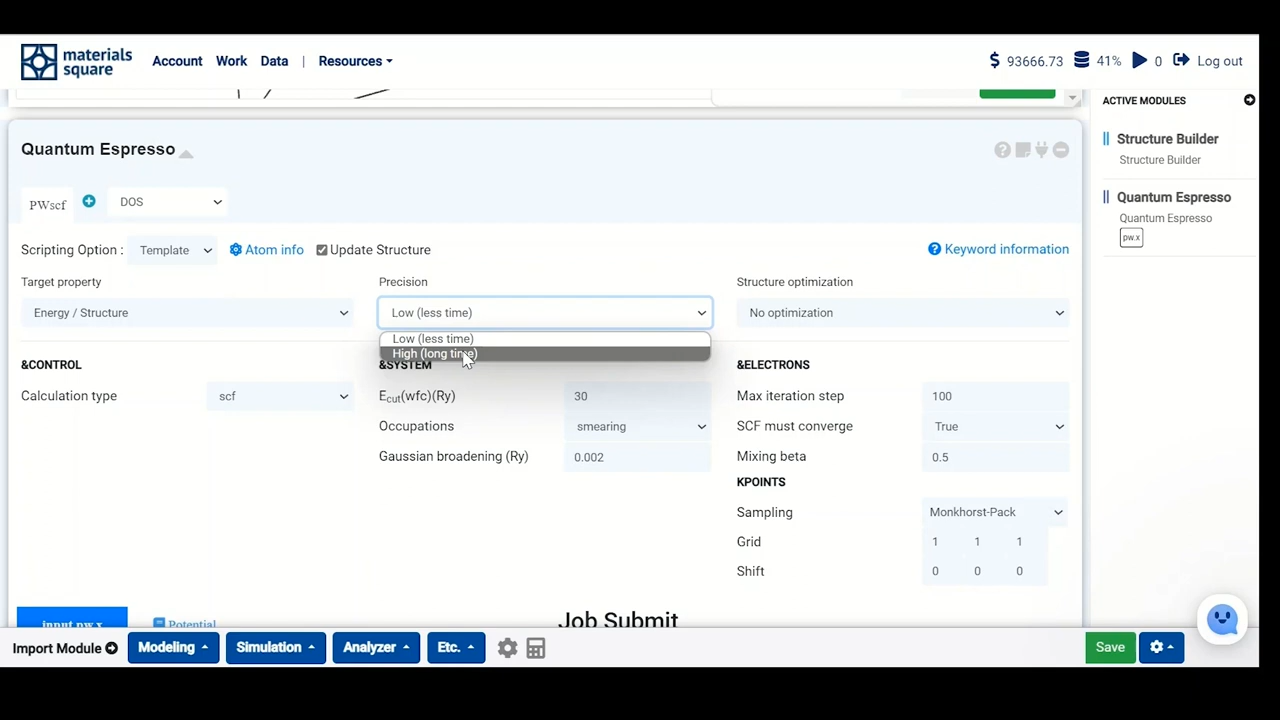 materials square
Account Work Data | Resources
$ 93666.73 41% 0 Log out
ACTIVE MODULES
Structure Builder
Structure Builder
Quantum Espresso
Quantum Espresso
pw.x
Quantum Espresso
PWscf DOS
Scripting Option : Template Atom info Update Structure Keyword information
Target property Precision Structure optimization
Energy / Structure Low (less time) No optimization
Low (less time)
High (long time)
&CONTROL &SYSTEM &ELECTRONS
Calculation type scf Ecut(wfc)(Ry) 30 Max iteration step 100
Occupations smearing SCF must converge True
Gaussian broadening (Ry) 0.002 Mixing beta 0.5
KPOINTS
Sampling Monkhorst-Pack
Grid 1 1 1
Shift 0 0 0
input pw.x Potential Job Submit
Import Module Modeling Simulation Analyzer Etc. Save